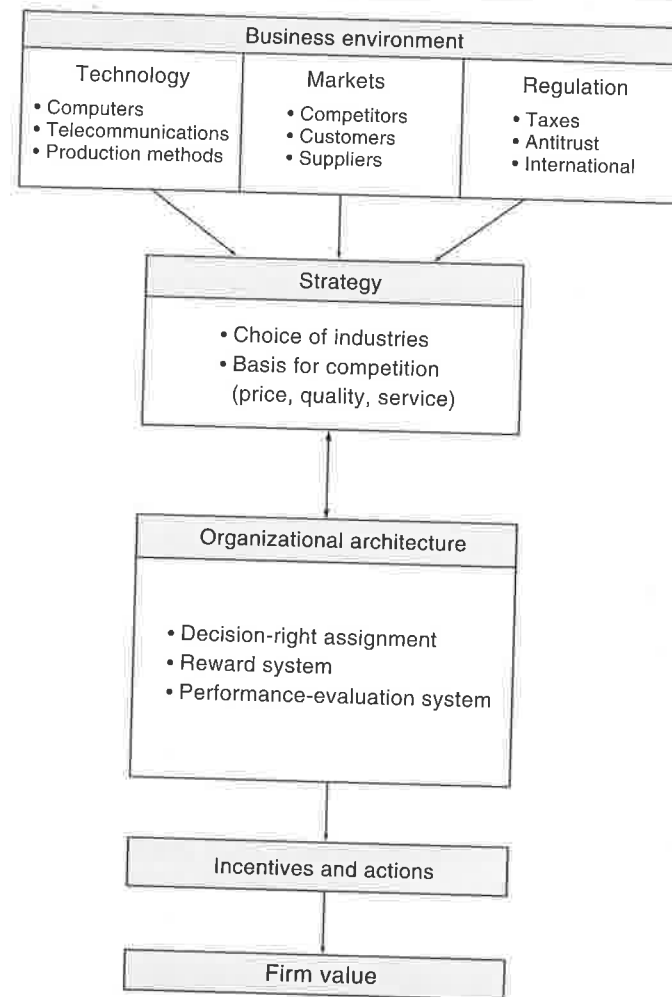 Business environment
Technology
• Computers
• Telecommunications
• Production methods
Markets
• Competitors
• Customers
• Suppliers
Regulation
• Taxes
• Antitrust
• International
Strategy
• Choice of industries
• Basis for competition
(price, quality, service)
Organizational architecture
• Decision-right assignment
• Reward system
• Performance-evaluation system
Incentives and actions
Firm value